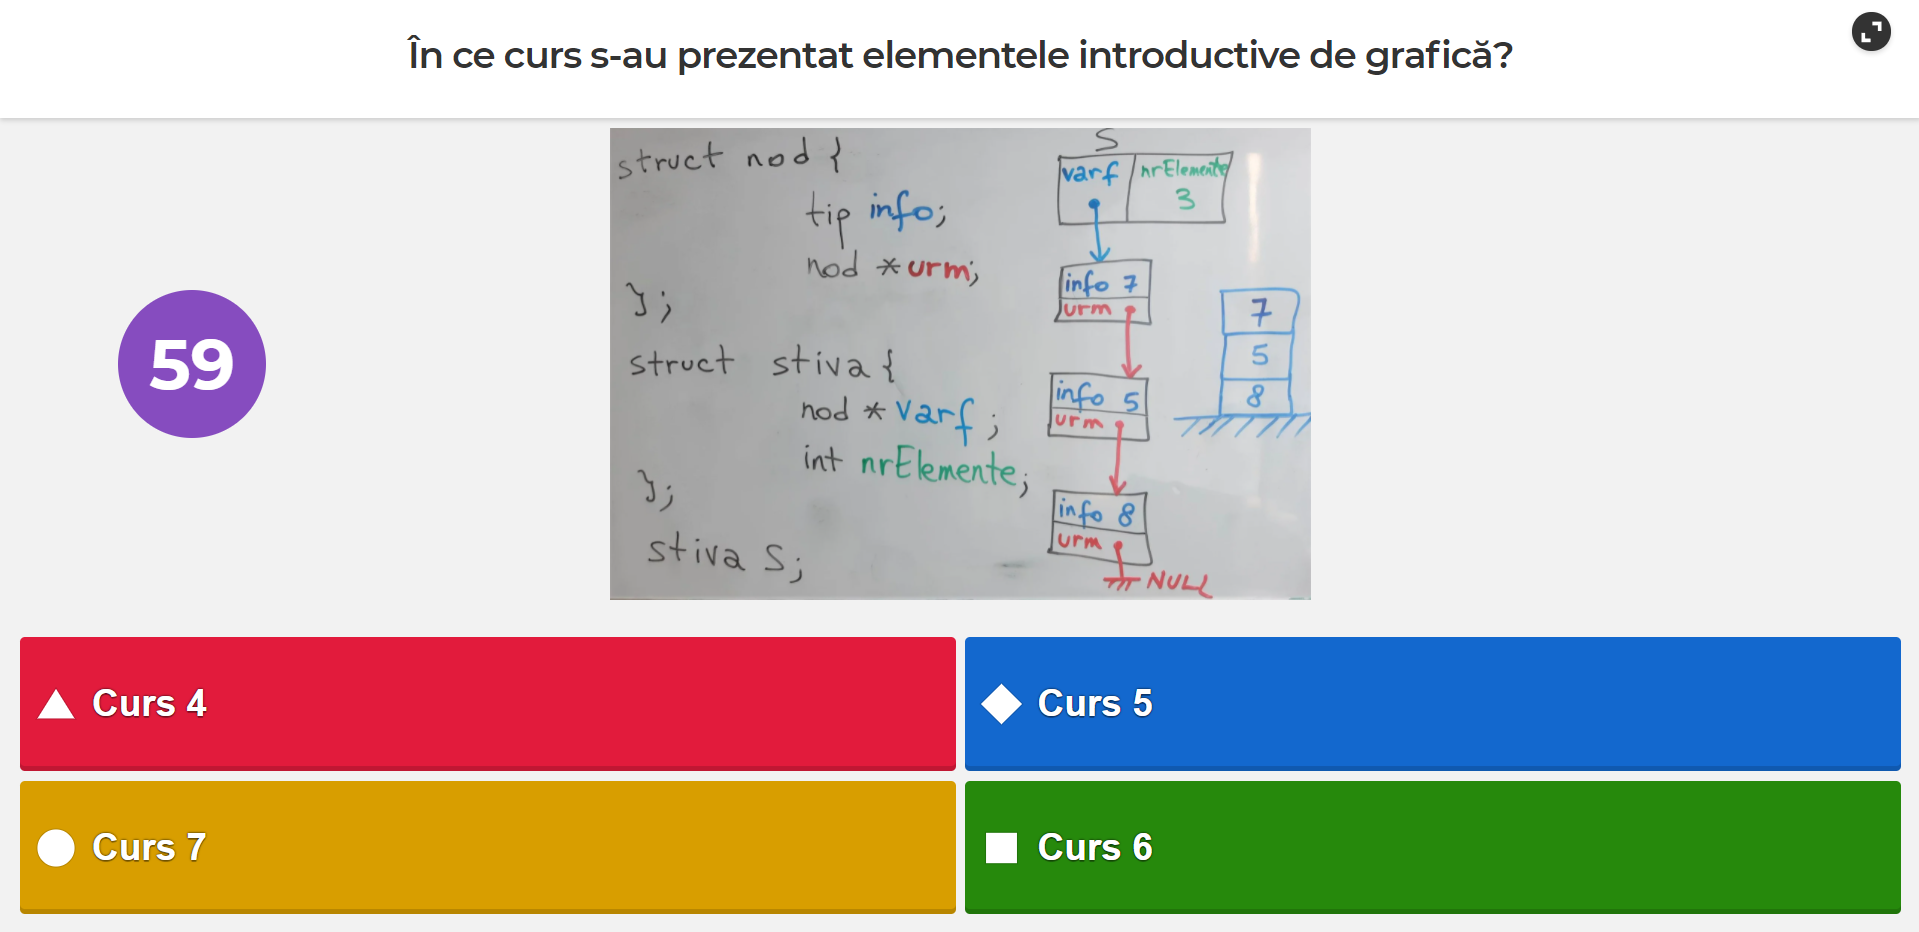 În ce curs s-au prezentat elementele introductive de grafică?
59
struct nod {
tip info;
nod * urm;
};
struct stiva {
nod * varf;
int nrElemente;
};
stiva S;
S
varf nrElemente
3
info 7
urm
info 5
urm
info 8
urm
NULL
7
5
8
Curs 4
Curs 5
Curs 7
Curs 6